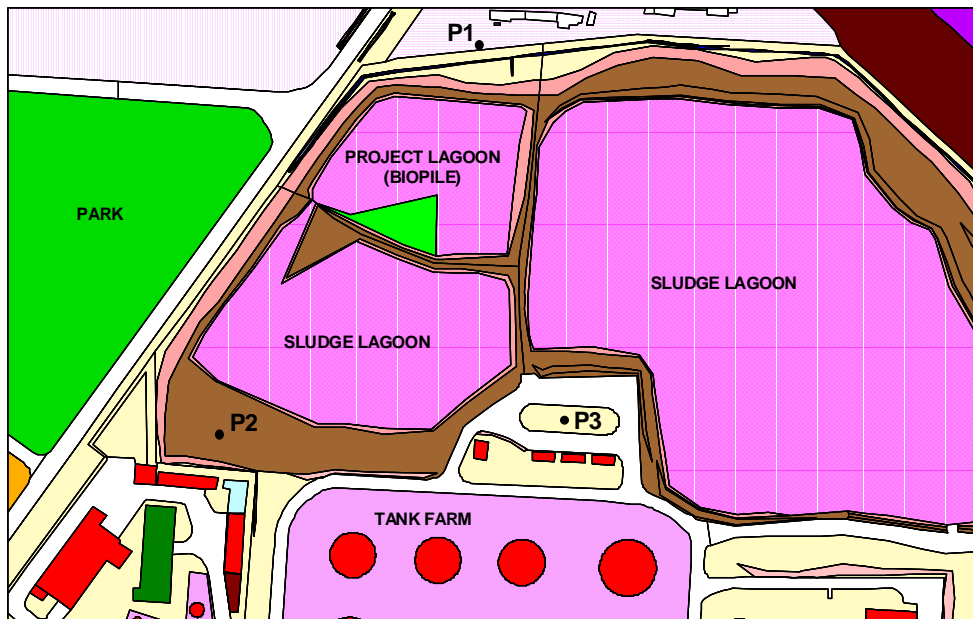 P1
PROJECT LAGOON
(BIOPILE)
PARK
SLUDGE LAGOON
SLUDGE LAGOON
P2
P3
TANK FARM